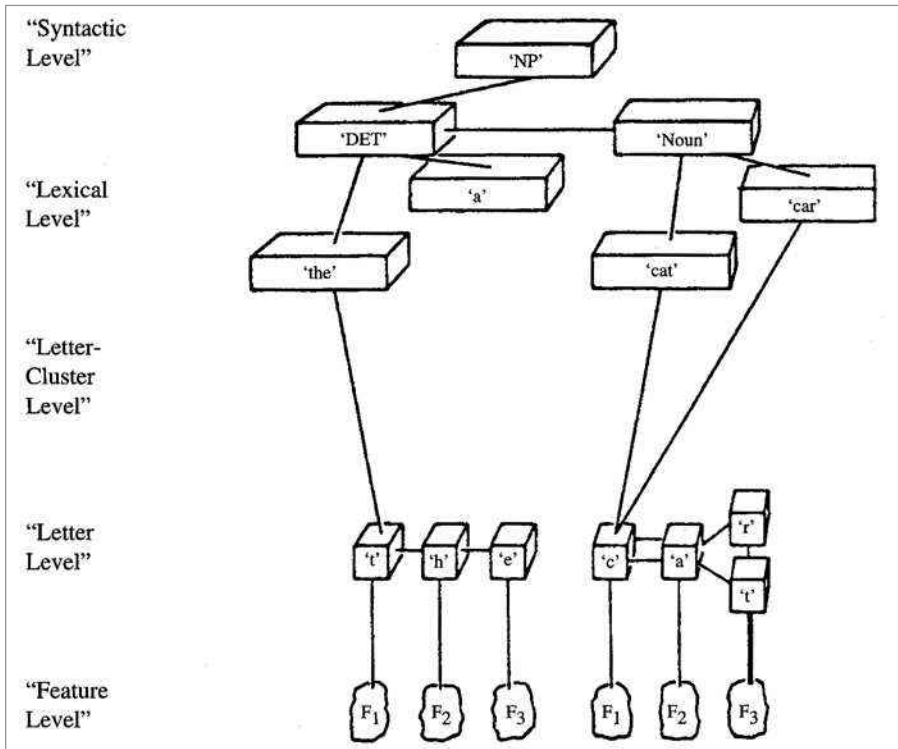 “Syntactic
Level”
‘NP’
‘DET’
‘Noun’
“Lexical
Level”
‘a’
‘car’
‘the’
‘cat’
“Letter-
Cluster
Level”
“Letter
Level”
‘t’
‘h’
‘e’
‘c’
‘a’
‘r’
‘t’
“Feature
Level”
F1
F2
F3
F1
F2
F3